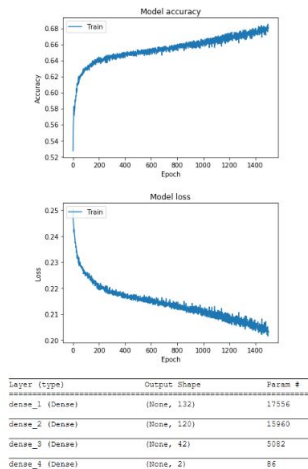 Model accuracy
0.68
0.66
0.64
0.62
0.60
0.58
0.56
0.54
0.52
Accuracy
Train
0 200 400 600 800 1000 1200 1400
Epoch
Model loss
0.25
0.24
0.23
0.22
0.21
0.20
Loss
Train
0 200 400 600 800 1000 1200 1400
Epoch
Layer (type) Output Shape Param #
dense_1 (Dense) (None, 132) 17556
dense_2 (Dense) (None, 120) 15960
dense_3 (Dense) (None, 42) 5082
dense_4 (Dense) (None, 2) 86